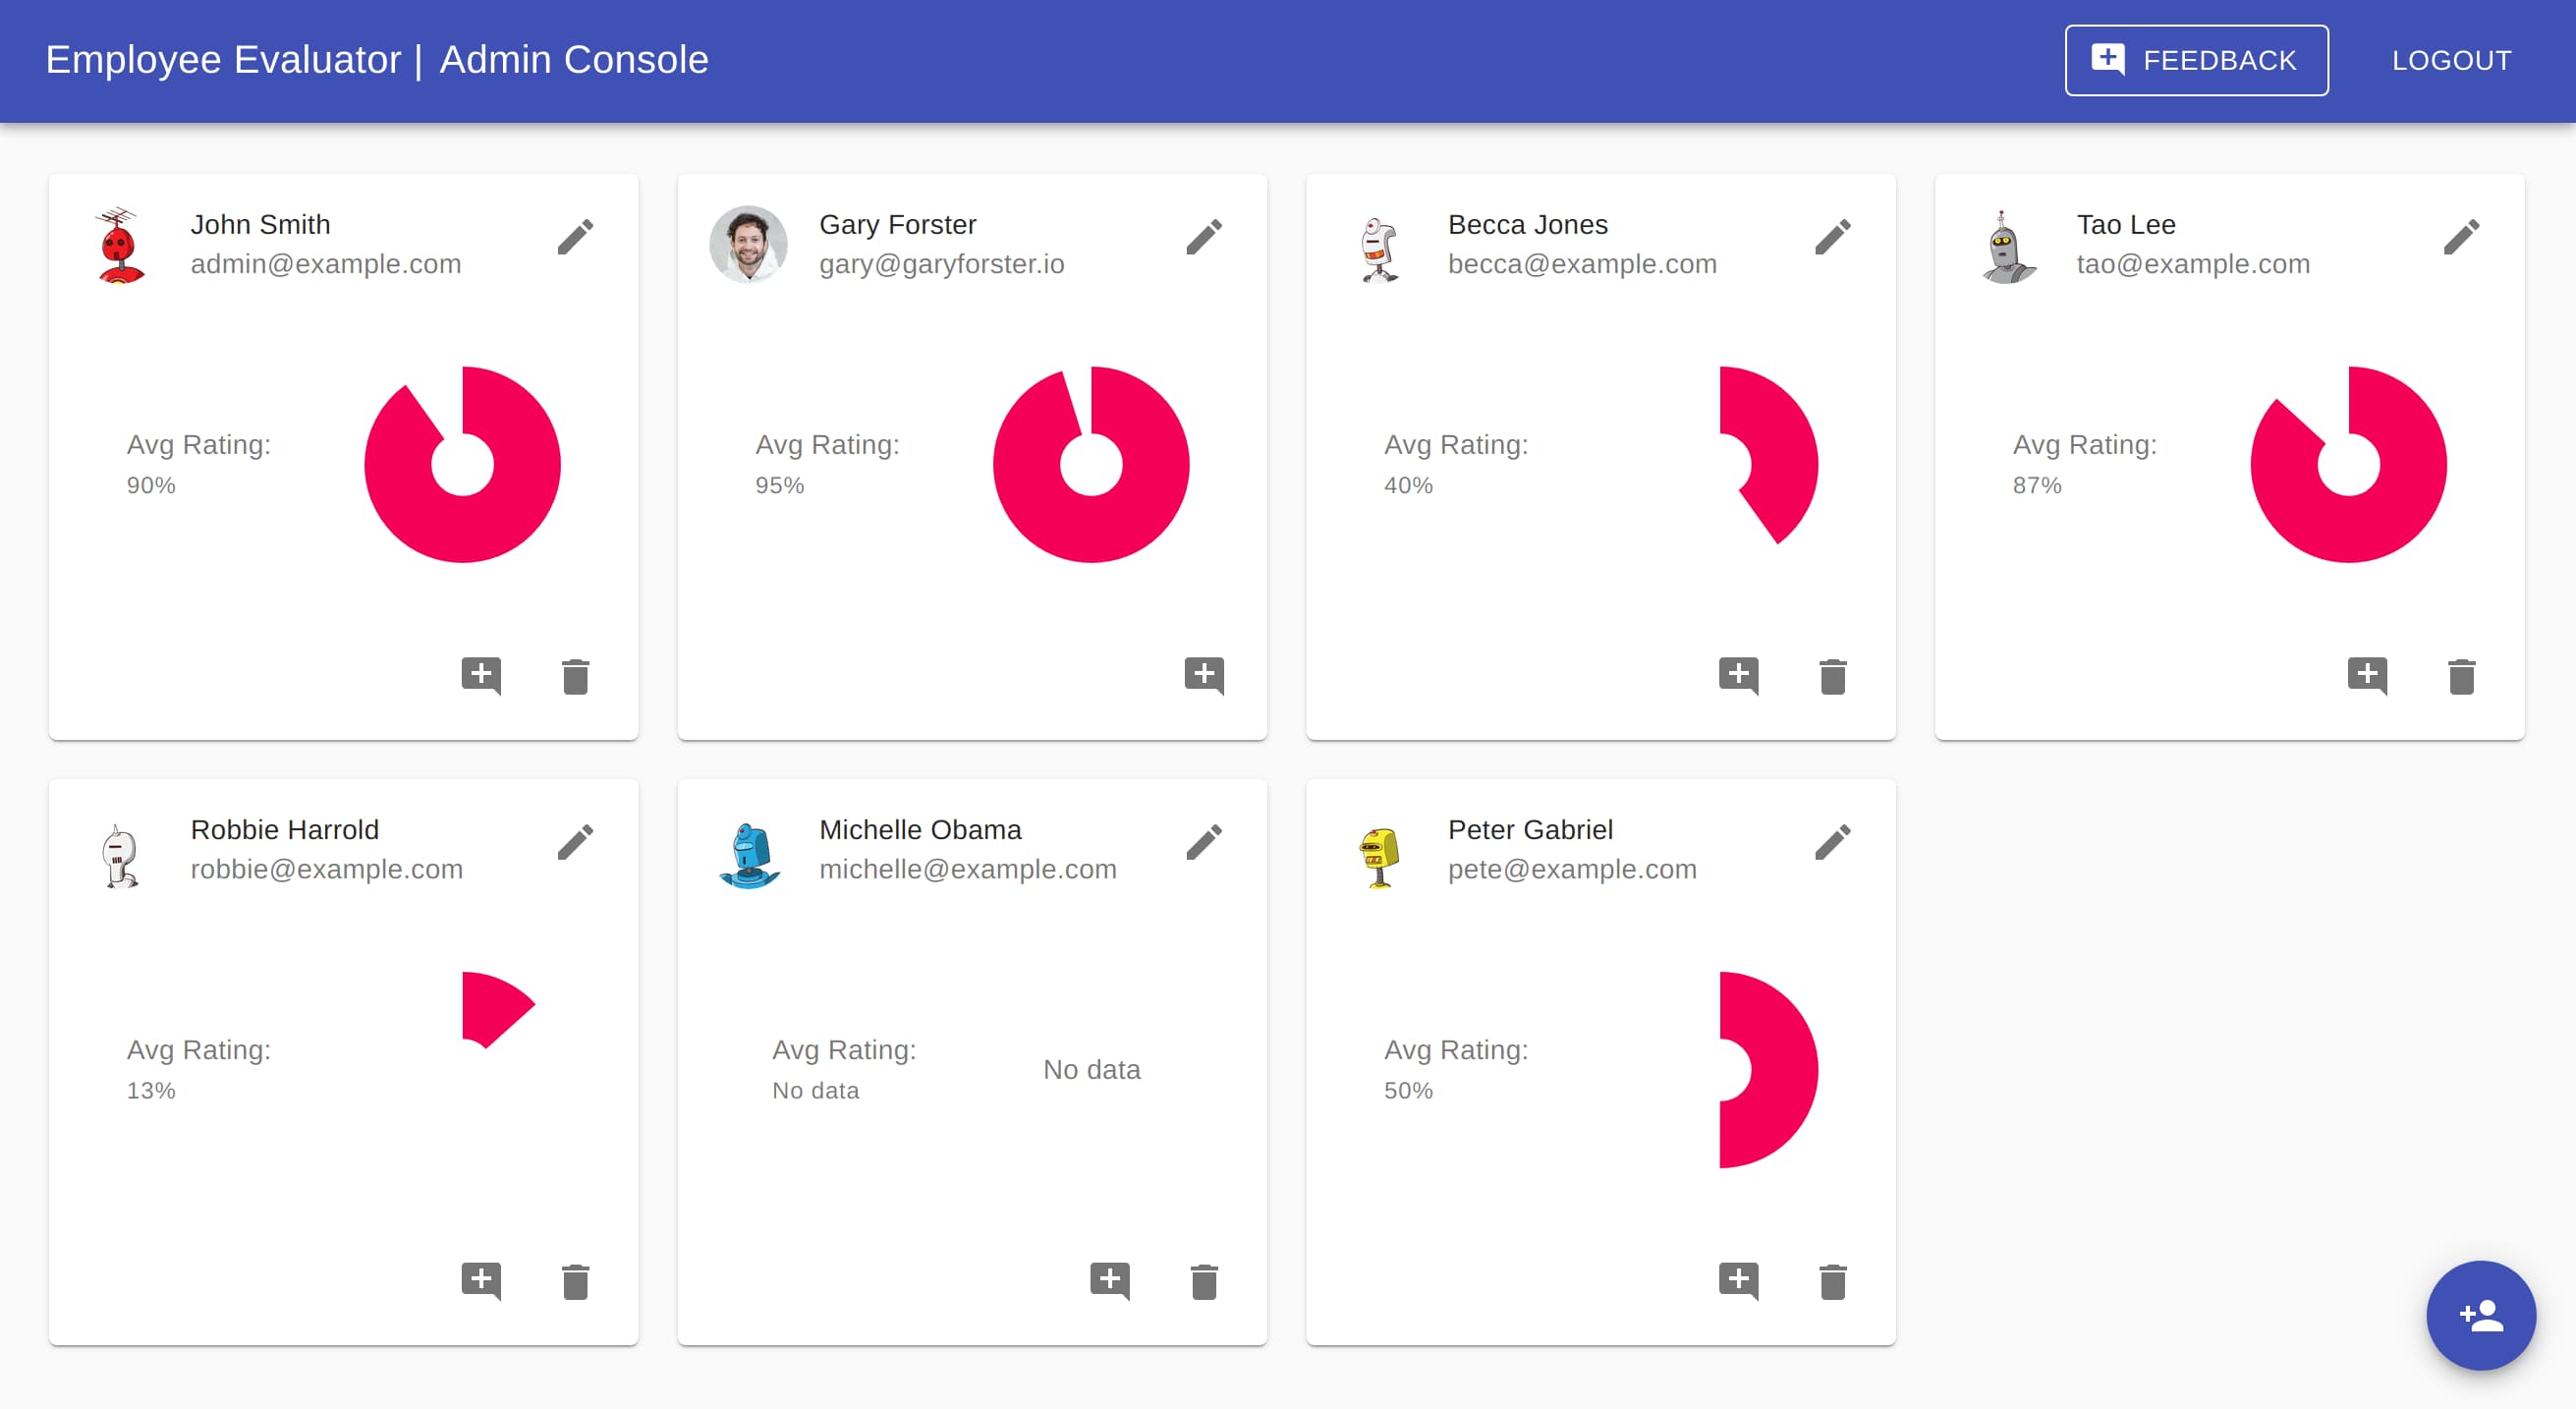 Employee Evaluator | Admin Console
FEEDBACK
LOGOUT
John Smith
admin@example.com
Avg Rating:
90%
Gary Forster
gary@garyforster.io
Avg Rating:
95%
Becca Jones
becca@example.com
Avg Rating:
40%
Tao Lee
tao@example.com
Avg Rating:
87%
Robbie Harrold
robbie@example.com
Avg Rating:
13%
Michelle Obama
michelle@example.com
Avg Rating:
No data
No data
Peter Gabriel
pete@example.com
Avg Rating:
50%